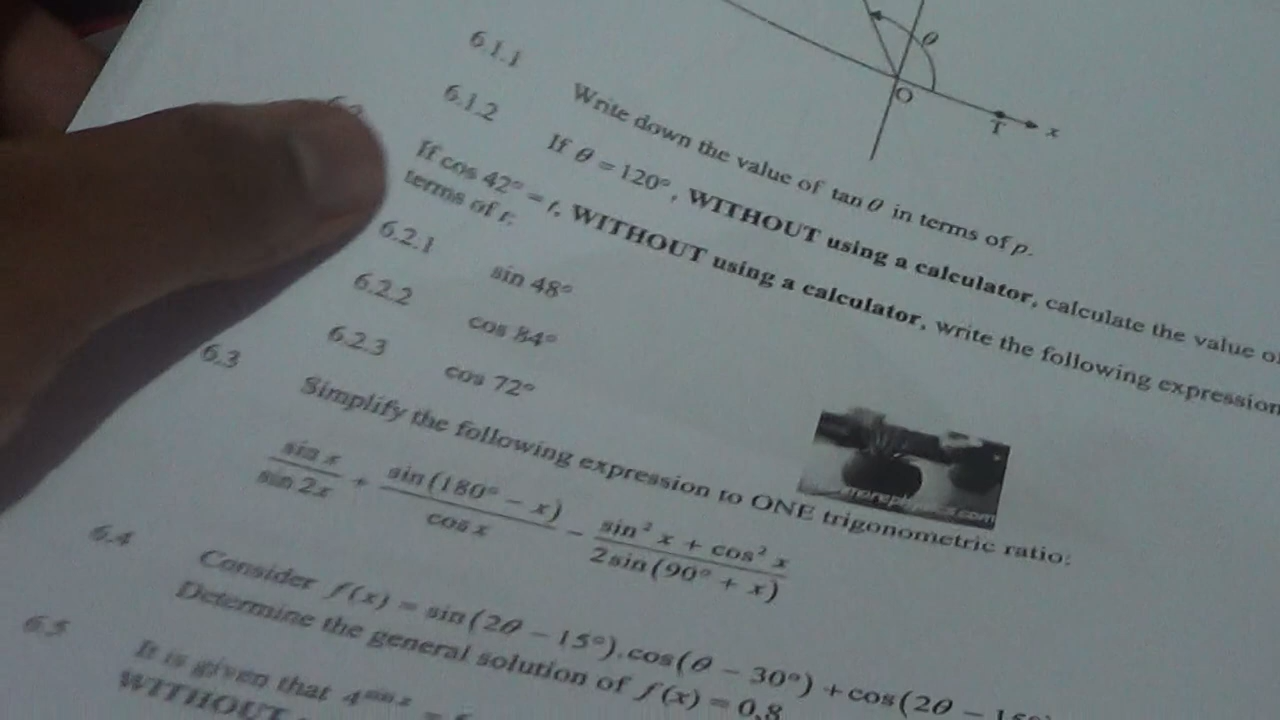 θ
O
T
x
6.1.1 Write down the value of tan θ in terms of p.
6.1.2 If θ = 120°, WITHOUT using a calculator, calculate the value
If cos 42° = r, WITHOUT using a calculator, write the following expression
terms of r:
6.2.1 sin 48°
6.2.2 cos 84°
6.2.3 cos 72°
6.3 Simplify the following expression to ONE trigonometric ratio:
sin x / sin 2x + sin (180° − x) / cos x − sin² x + cos² x / 2 sin (90° + x)
6.4 Consider f(x) = sin(2θ − 15°).cos(θ − 30°) + cos(2θ − 15°)
Determine the general solution of f(x) = 0,8
6.5 It is given that 4
WITHOUT